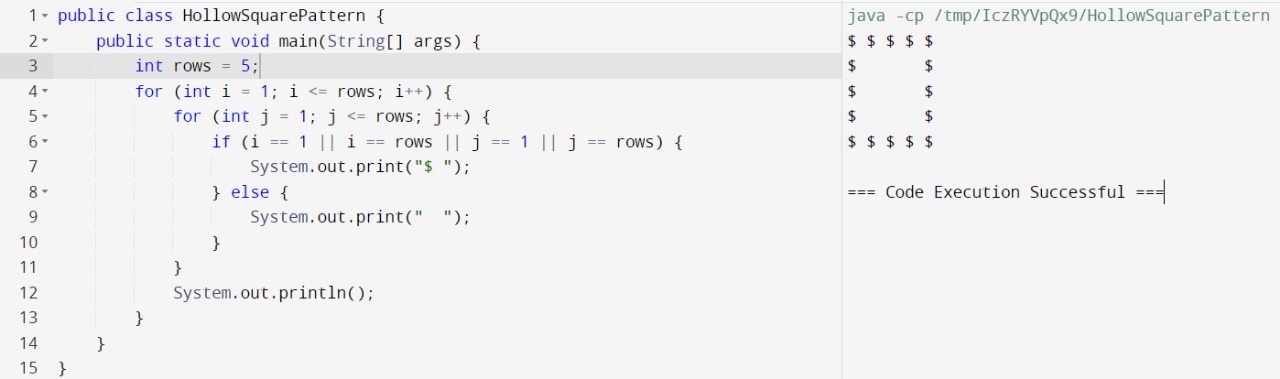 1 public class HollowSquarePattern {
2     public static void main(String[] args) {
3         int rows = 5;
4         for (int i = 1; i <= rows; i++) {
5             for (int j = 1; j <= rows; j++) {
6                 if (i == 1 || i == rows || j == 1 || j == rows) {
7                     System.out.print("$ ");
8                 } else {
9                     System.out.print("  ");
10                 }
11             }
12             System.out.println();
13         }
14     }
15 }
java -cp /tmp/IczRYVpQx9/HollowSquarePattern
$ $ $ $ $
$       $
$       $
$       $
$ $ $ $ $
=== Code Execution Successful ===